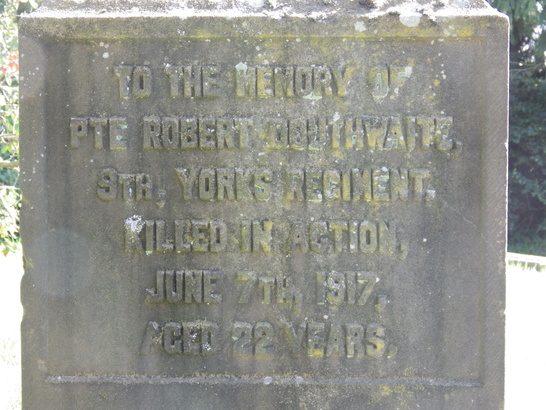 TO THE MEMORY OF
PTE ROBERT DOUTHWAITE,
9TH, YORKS REGIMENT,
KILLED IN ACTION,
JUNE 7TH, 1917,
AGED 22 YEARS,